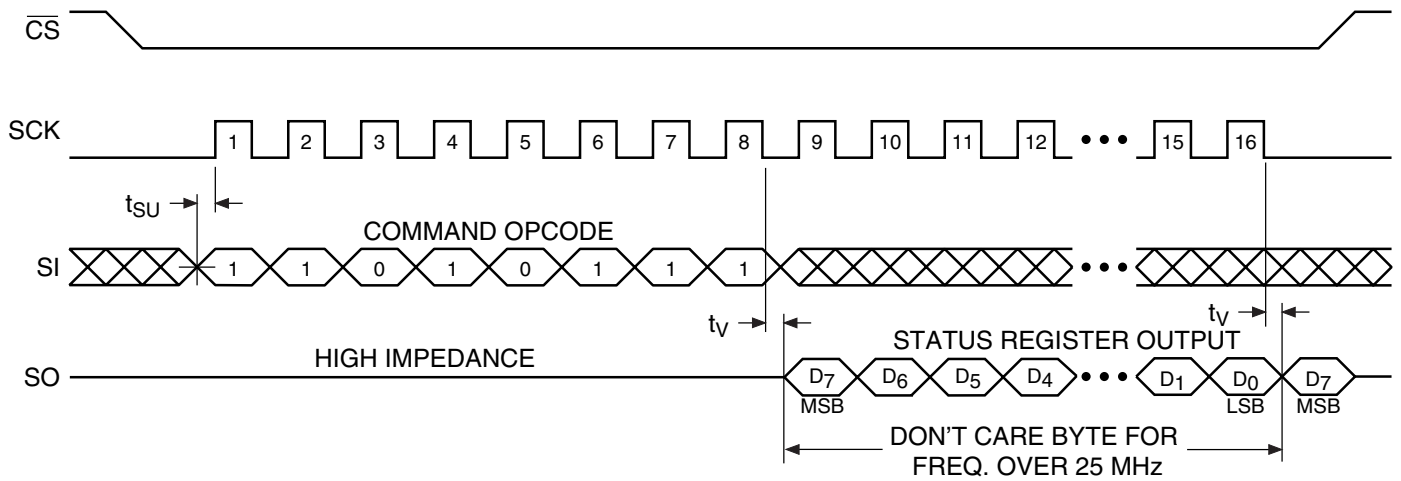 CS
SCK 1 2 3 4 5 6 7 8 9 10 11 12 ••• 15 16
tSU
COMMAND OPCODE
SI 1 1 0 1 0 1 1 1 •••
tV tV
STATUS REGISTER OUTPUT
HIGH IMPEDANCE
SO D7 D6 D5 D4 ••• D1 D0 D7
MSB LSB MSB
DON'T CARE BYTE FOR
FREQ. OVER 25 MHz